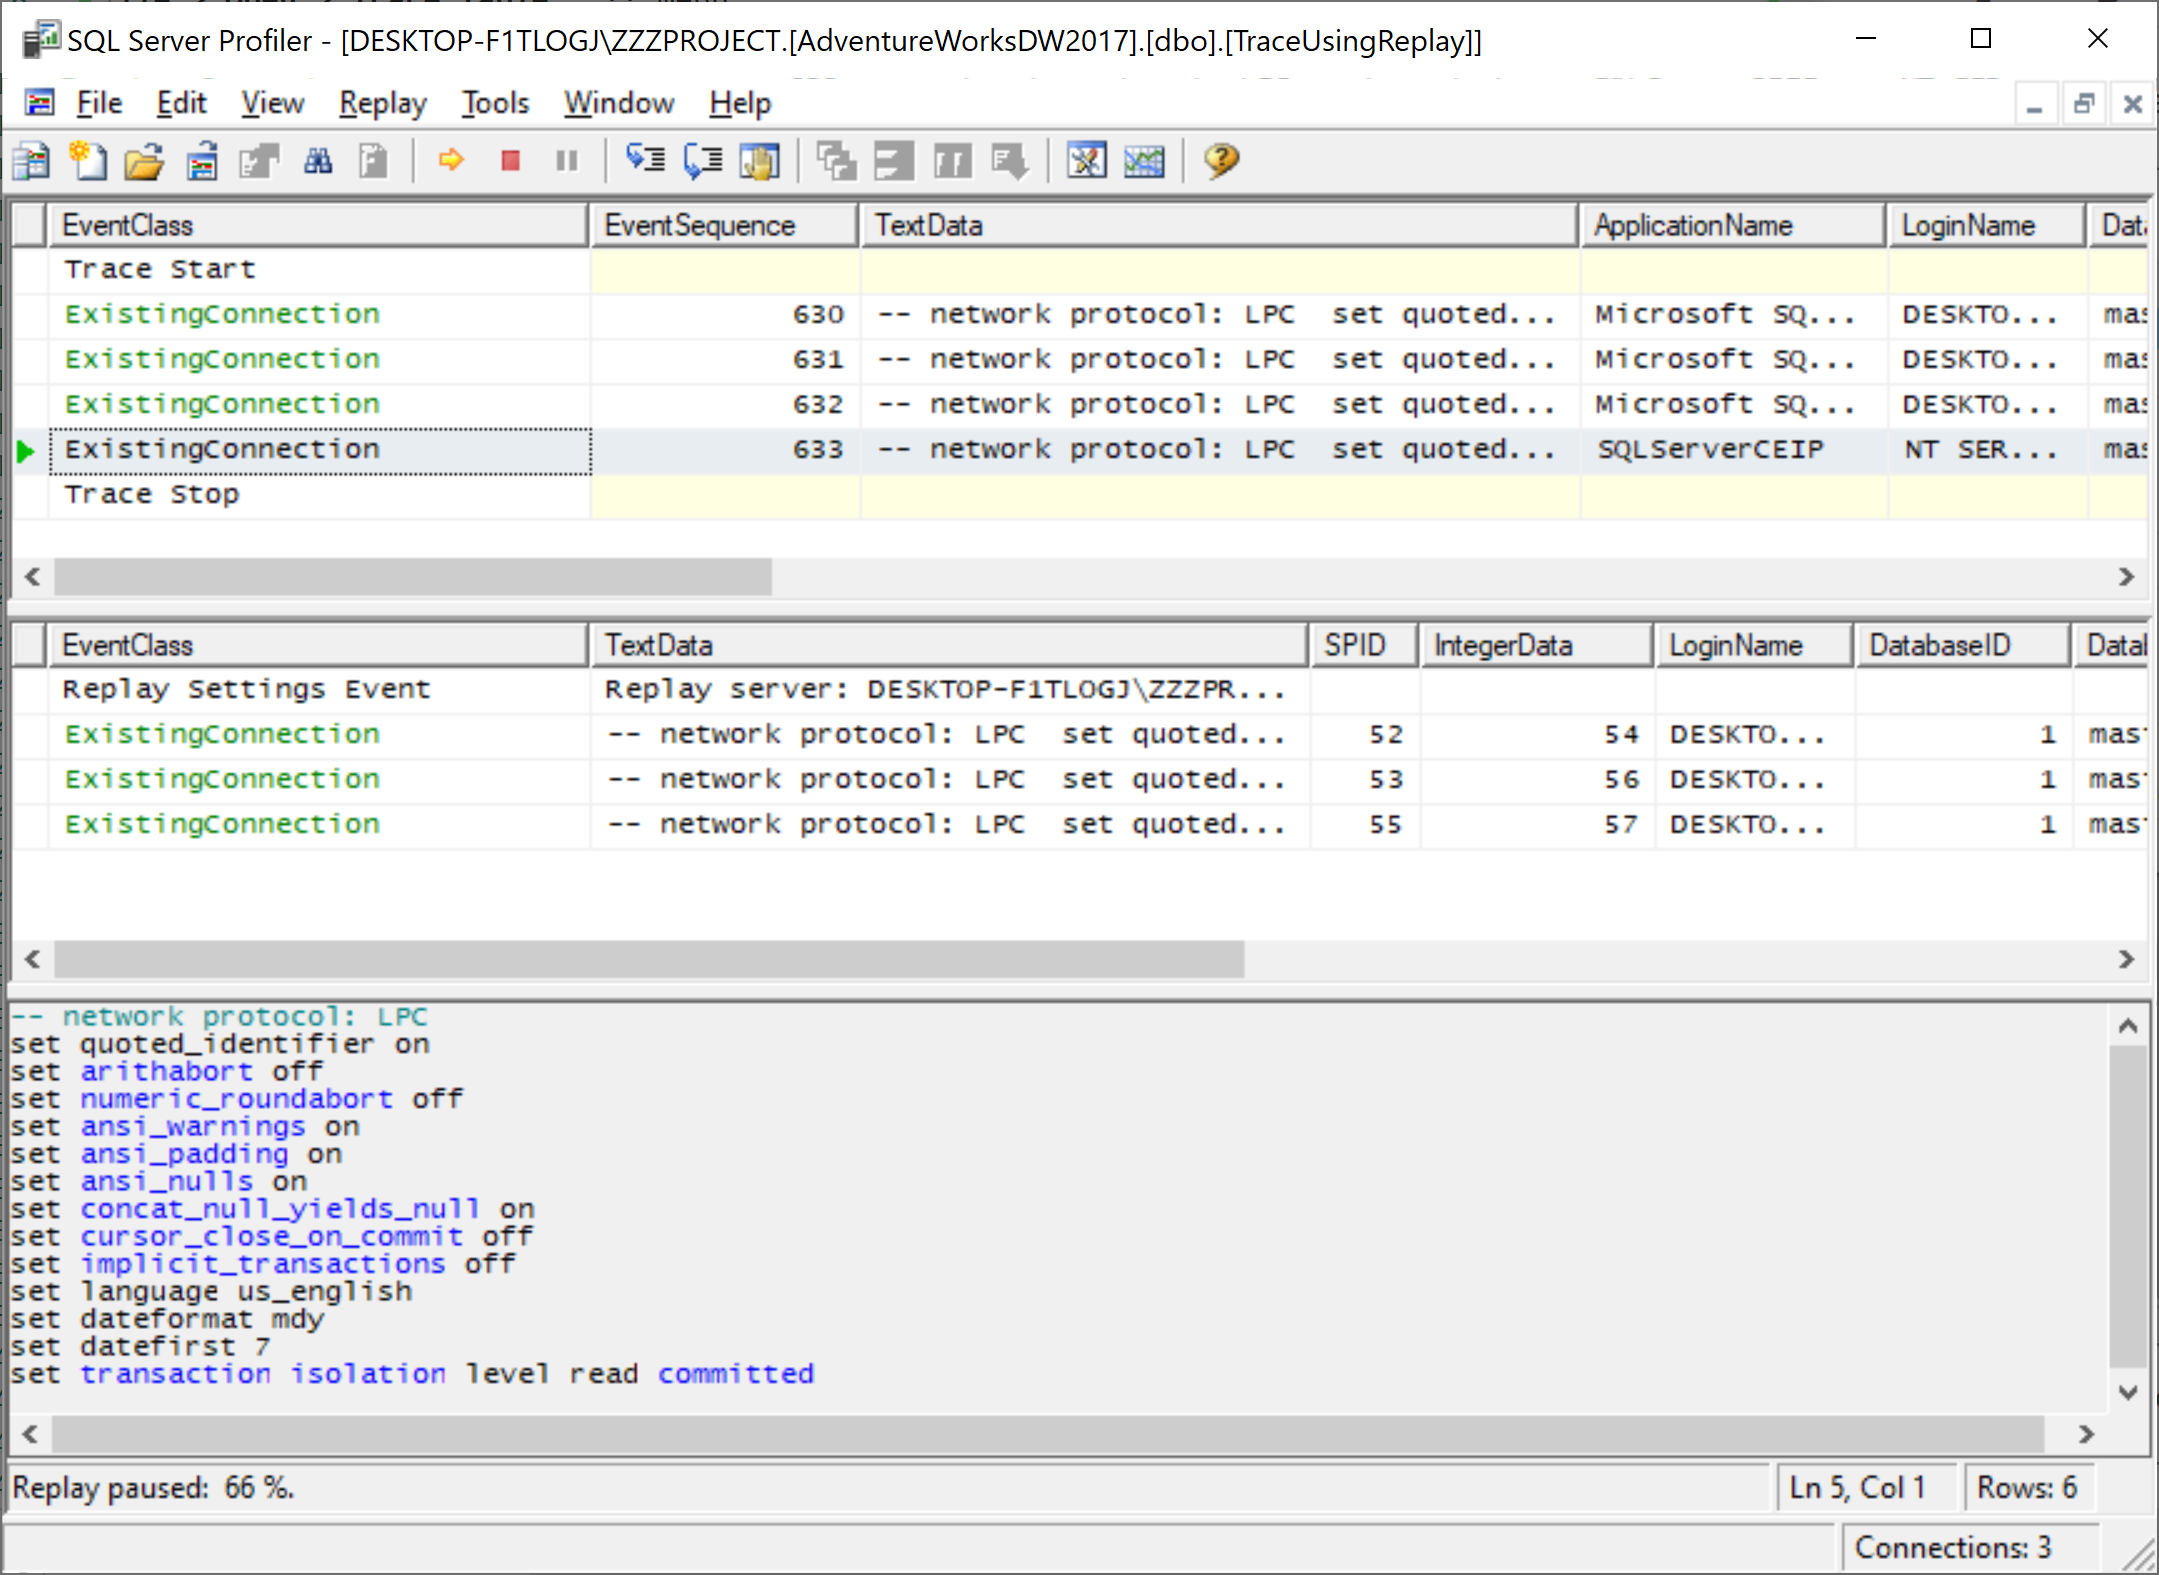 SQL Server Profiler - [DESKTOP-F1TLOGJ\ZZZPROJECT.[AdventureWorksDW2017].[dbo].[TraceUsingReplay]]
File Edit View Replay Tools Window Help
EventClass EventSequence TextData ApplicationName LoginName Data
Trace Start
ExistingConnection 630 -- network protocol: LPC set quoted... Microsoft SQ... DESKTO... mas
ExistingConnection 631 -- network protocol: LPC set quoted... Microsoft SQ... DESKTO... mas
ExistingConnection 632 -- network protocol: LPC set quoted... Microsoft SQ... DESKTO... mas
ExistingConnection 633 -- network protocol: LPC set quoted... SQLServerCEIP NT SER... mas
Trace Stop
EventClass TextData SPID IntegerData LoginName DatabaseID Datab
Replay Settings Event Replay server: DESKTOP-F1TLOGJ\ZZZPR...
ExistingConnection -- network protocol: LPC set quoted... 52 54 DESKTO... 1 mas
ExistingConnection -- network protocol: LPC set quoted... 53 56 DESKTO... 1 mas
ExistingConnection -- network protocol: LPC set quoted... 55 57 DESKTO... 1 mas
-- network protocol: LPC
set quoted_identifier on
set arithabort off
set numeric_roundabort off
set ansi_warnings on
set ansi_padding on
set ansi_nulls on
set concat_null_yields_null on
set cursor_close_on_commit off
set implicit_transactions off
set language us_english
set dateformat mdy
set datefirst 7
set transaction isolation level read committed
Replay paused: 66 %. Ln 5, Col 1 Rows: 6
Connections: 3